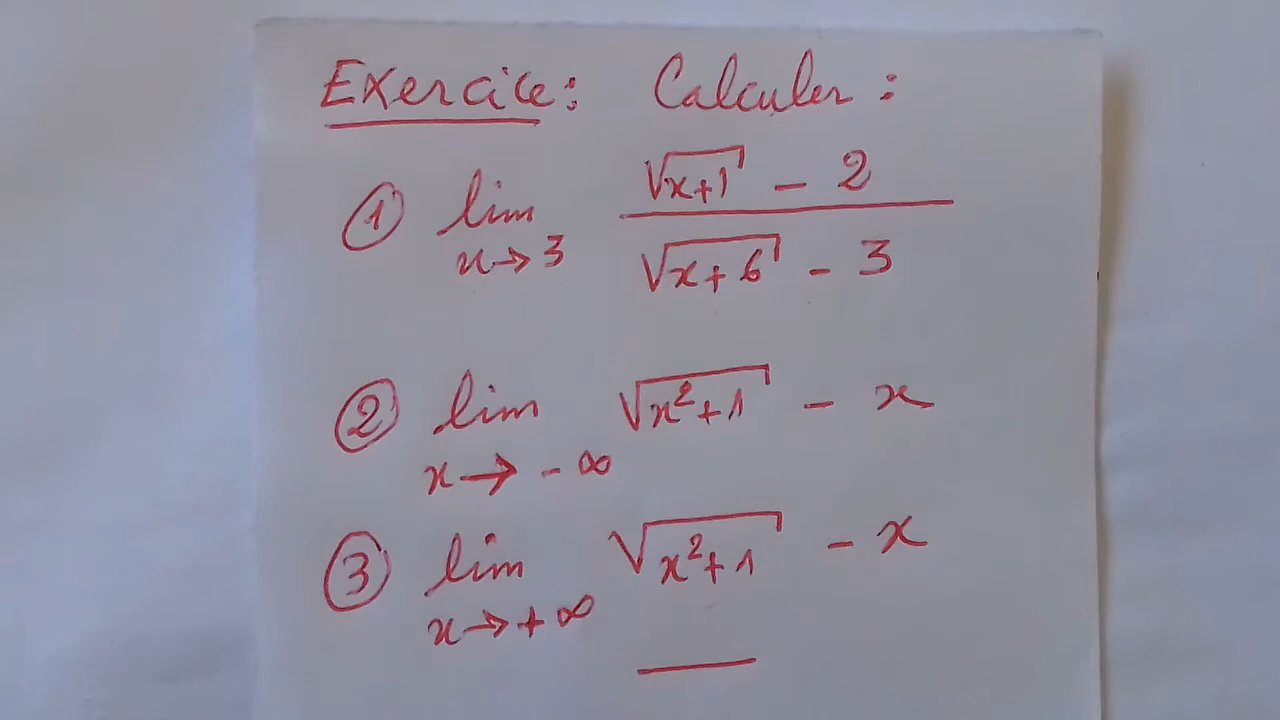 Exercice: Calculer:
① lim x→3 (√(x+1) - 2) / (√(x+6) - 3)
② lim x→-∞ √(x²+1) - x
③ lim x→+∞ √(x²+1) - x